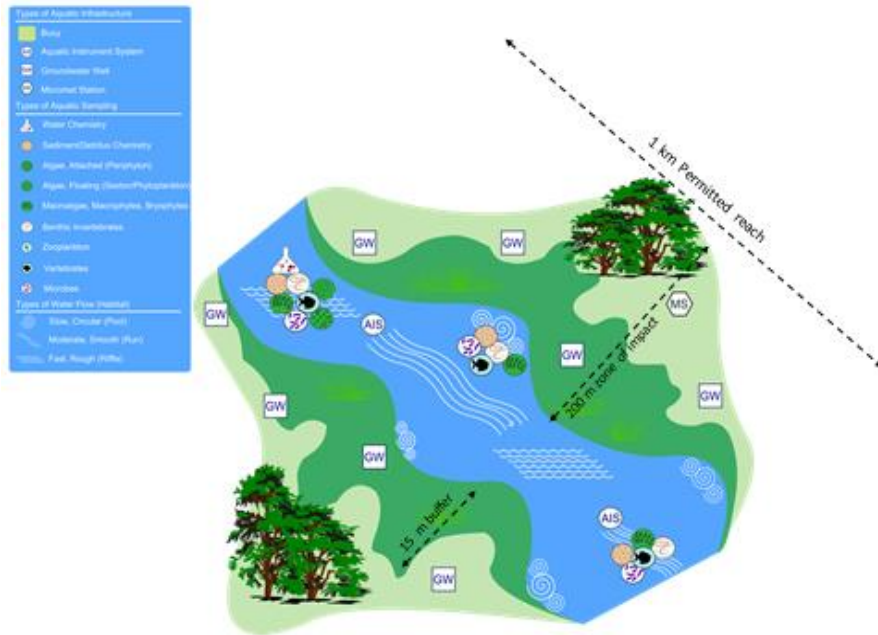 Types of Aquatic Infrastructure
Buoy
Aquatic Instrument System
Groundwater Well
Micromet Station
Types of Aquatic Sampling
Water Chemistry
Sediment/Detritus Chemistry
Algae, Attached (Periphyton)
Algae, Floating (Seston/Phytoplankton)
Macroalgae, Macrophytes, Bryophytes
Benthic Invertebrates
Zooplankton
Vertebrates
Microbes
Types of Water Flow (Habitat)
Slow, Circular (Pool)
Moderate, Smooth (Run)
Fast, Rough (Riffle)
1 km Permitted reach
GW
GW
MS
GW
AIS
GW
200 m zone of impact
GW
GW
GW
15 m buffer
AIS
GW